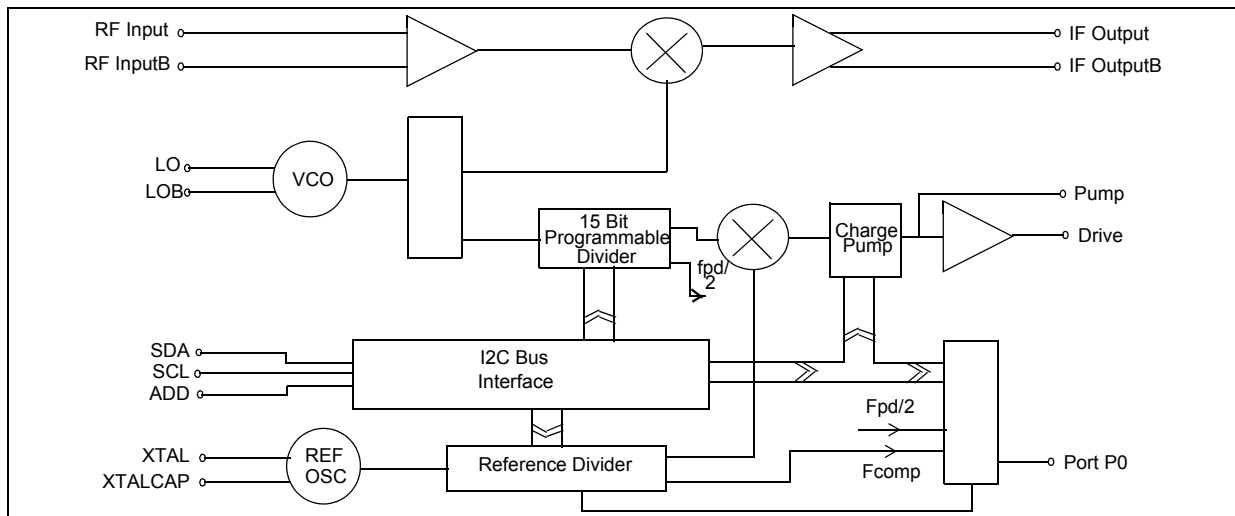 RF Input
RF InputB
IF Output
IF OutputB
LO
LOB
VCO
15 Bit
Programmable
Divider
fpd/
2
Charge
Pump
Pump
Drive
SDA
SCL
ADD
I2C Bus
Interface
Fpd/2
Fcomp
XTAL
XTALCAP
REF
OSC
Reference Divider
Port P0